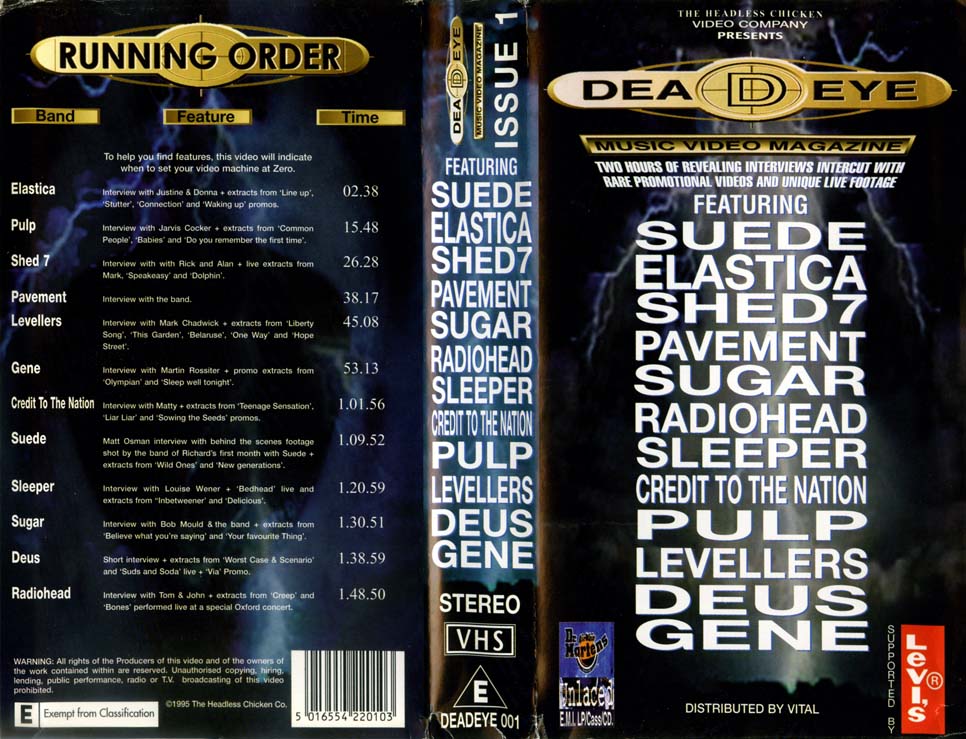 RUNNING ORDER
Band Feature Time
To help you find features, this video will indicate
when to set your video machine at Zero.
Elastica Interview with Justine & Donna + extracts from 'Line up', 02.38
'Stutter', 'Connection' and 'Waking up' promos.
Pulp Interview with Jarvis Cocker + extracts from 'Common 15.48
People', 'Babies' and 'Do you remember the first time'.
Shed 7 Interview with with Rick and Alan + live extracts from 26.28
Mark, 'Speakeasy' and 'Dolphin'.
Pavement Interview with the band. 38.17
Levellers Interview with Mark Chadwick + extracts from 'Liberty 45.08
Song', 'This Garden', 'Belaruse', 'One Way' and 'Hope
Street'.
Gene Interview with Martin Rossiter + promo extracts from 53.13
'Olympian' and 'Sleep well tonight'.
Credit To The Nation Interview with Matty + extracts from 'Teenage Sensation', 1.01.56
'Liar Liar' and 'Sowing the Seeds' promos.
Suede Matt Osman interview with behind the scenes footage 1.09.52
shot by the band of Richard's first month with Suede +
extracts from 'Wild Ones' and 'New generations'.
Sleeper Interview with Louise Wener + 'Bedhead' live and 1.20.59
extracts from "Inbetweener' and 'Delicious'.
Sugar Interview with Bob Mould & the band + extracts from 1.30.51
'Believe what you're saying' and 'Your favourite Thing'.
Deus Short interview + extracts from 'Worst Case & Scenario' 1.38.59
and 'Suds and Soda' live + 'Via' Promo.
Radiohead Interview with Tom & John + extracts from 'Creep' and 1.48.50
'Bones' performed live at a special Oxford concert.
WARNING: All rights of the Producers of this video and of the owners of
the work contained within are reserved. Unauthorised copying, hiring,
lending, public performance, radio or T.V. broadcasting of this video
prohibited.
E Exempt from Classification
©1995 The Headless Chicken Co.
5 016554 220103
DEA D EYE
MUSIC VIDEO MAGAZINE
ISSUE 1
FEATURING
SUEDE
ELASTICA
SHED7
PAVEMENT
SUGAR
RADIOHEAD
SLEEPER
CREDIT TO THE NATION
PULP
LEVELLERS
DEUS
GENE
STEREO
VHS
E
DEADEYE 001
THE HEADLESS CHICKEN
VIDEO COMPANY
PRESENTS
DEA D EYE
MUSIC VIDEO MAGAZINE
TWO HOURS OF REVEALING INTERVIEWS INTERCUT WITH
RARE PROMOTIONAL VIDEOS AND UNIQUE LIVE FOOTAGE
FEATURING
SUEDE
ELASTICA
SHED7
PAVEMENT
SUGAR
RADIOHEAD
SLEEPER
CREDIT TO THE NATION
PULP
LEVELLERS
DEUS
GENE
Dr. Martens
Unlaced
E.M.I. LP/Cass/CD.
DISTRIBUTED BY VITAL
SUPPORTED BY
LEVI'S®